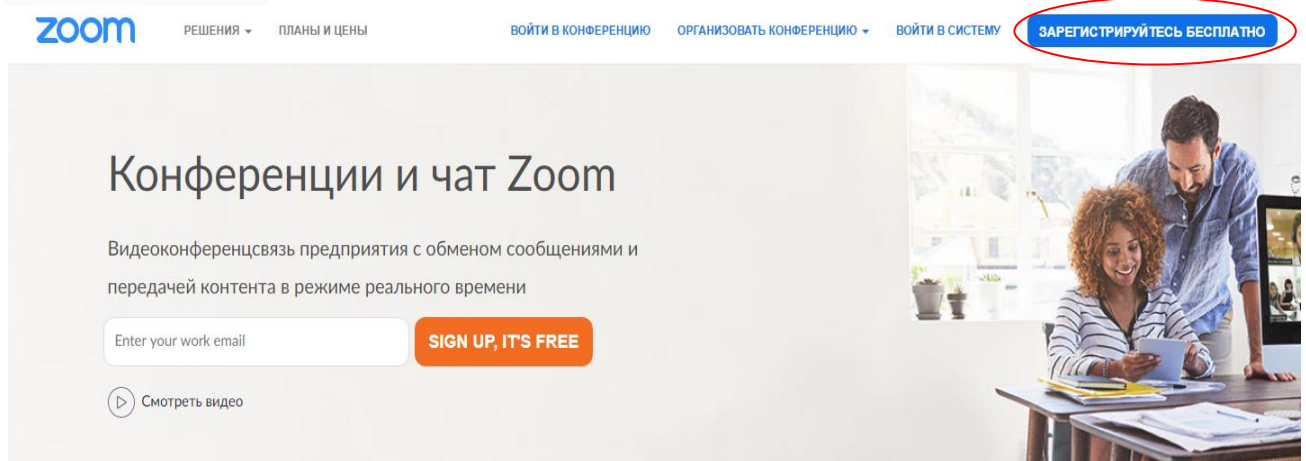 zoom РЕШЕНИЯ ПЛАНЫ И ЦЕНЫ ВОЙТИ В КОНФЕРЕНЦИЮ ОРГАНИЗОВАТЬ КОНФЕРЕНЦИЮ ВОЙТИ В СИСТЕМУ ЗАРЕГИСТРИРУЙТЕСЬ БЕСПЛАТНО
Конференции и чат Zoom
Видеоконференцсвязь предприятия с обменом сообщениями и
передачей контента в режиме реального времени
Enter your work email SIGN UP, IT'S FREE
Смотреть видео